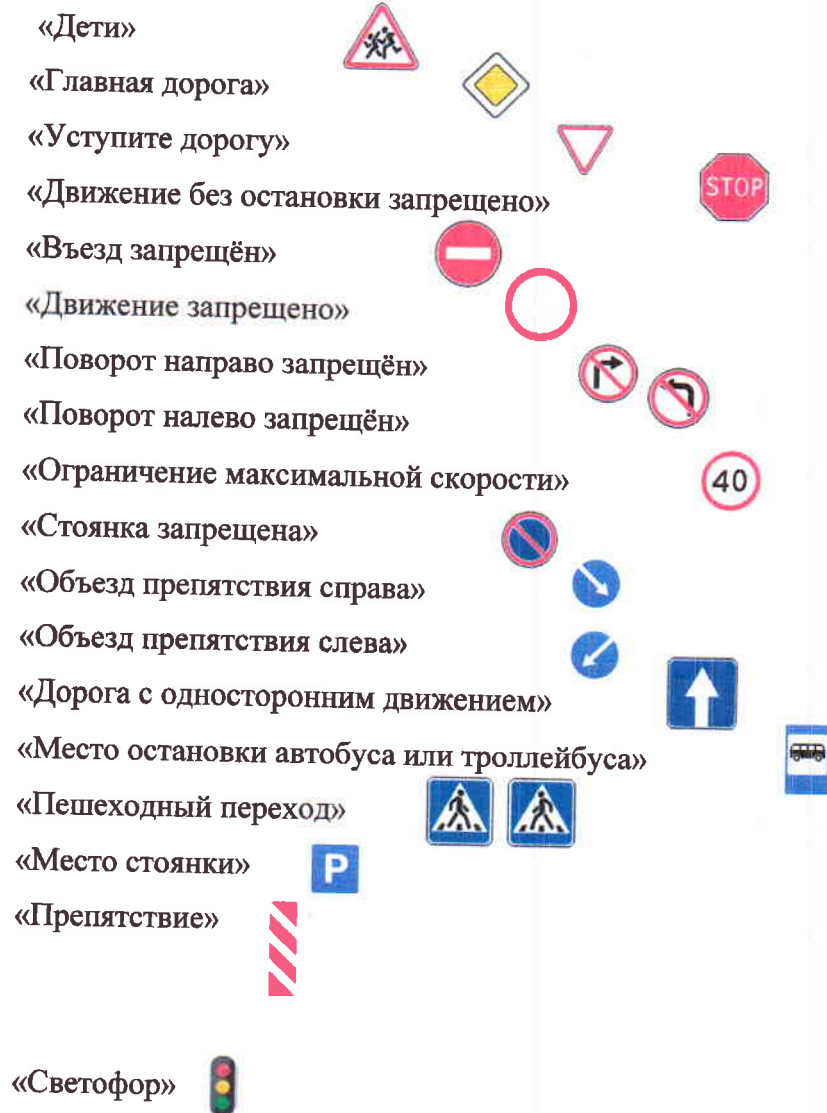 «Дети»
«Главная дорога»
«Уступите дорогу»
«Движение без остановки запрещено»
STOP
«Въезд запрещён»
«Движение запрещено»
«Поворот направо запрещён»
«Поворот налево запрещён»
«Ограничение максимальной скорости»
40
«Стоянка запрещена»
«Объезд препятствия справа»
«Объезд препятствия слева»
«Дорога с односторонним движением»
«Место остановки автобуса или троллейбуса»
«Пешеходный переход»
«Место стоянки»
P
«Препятствие»
«Светофор»